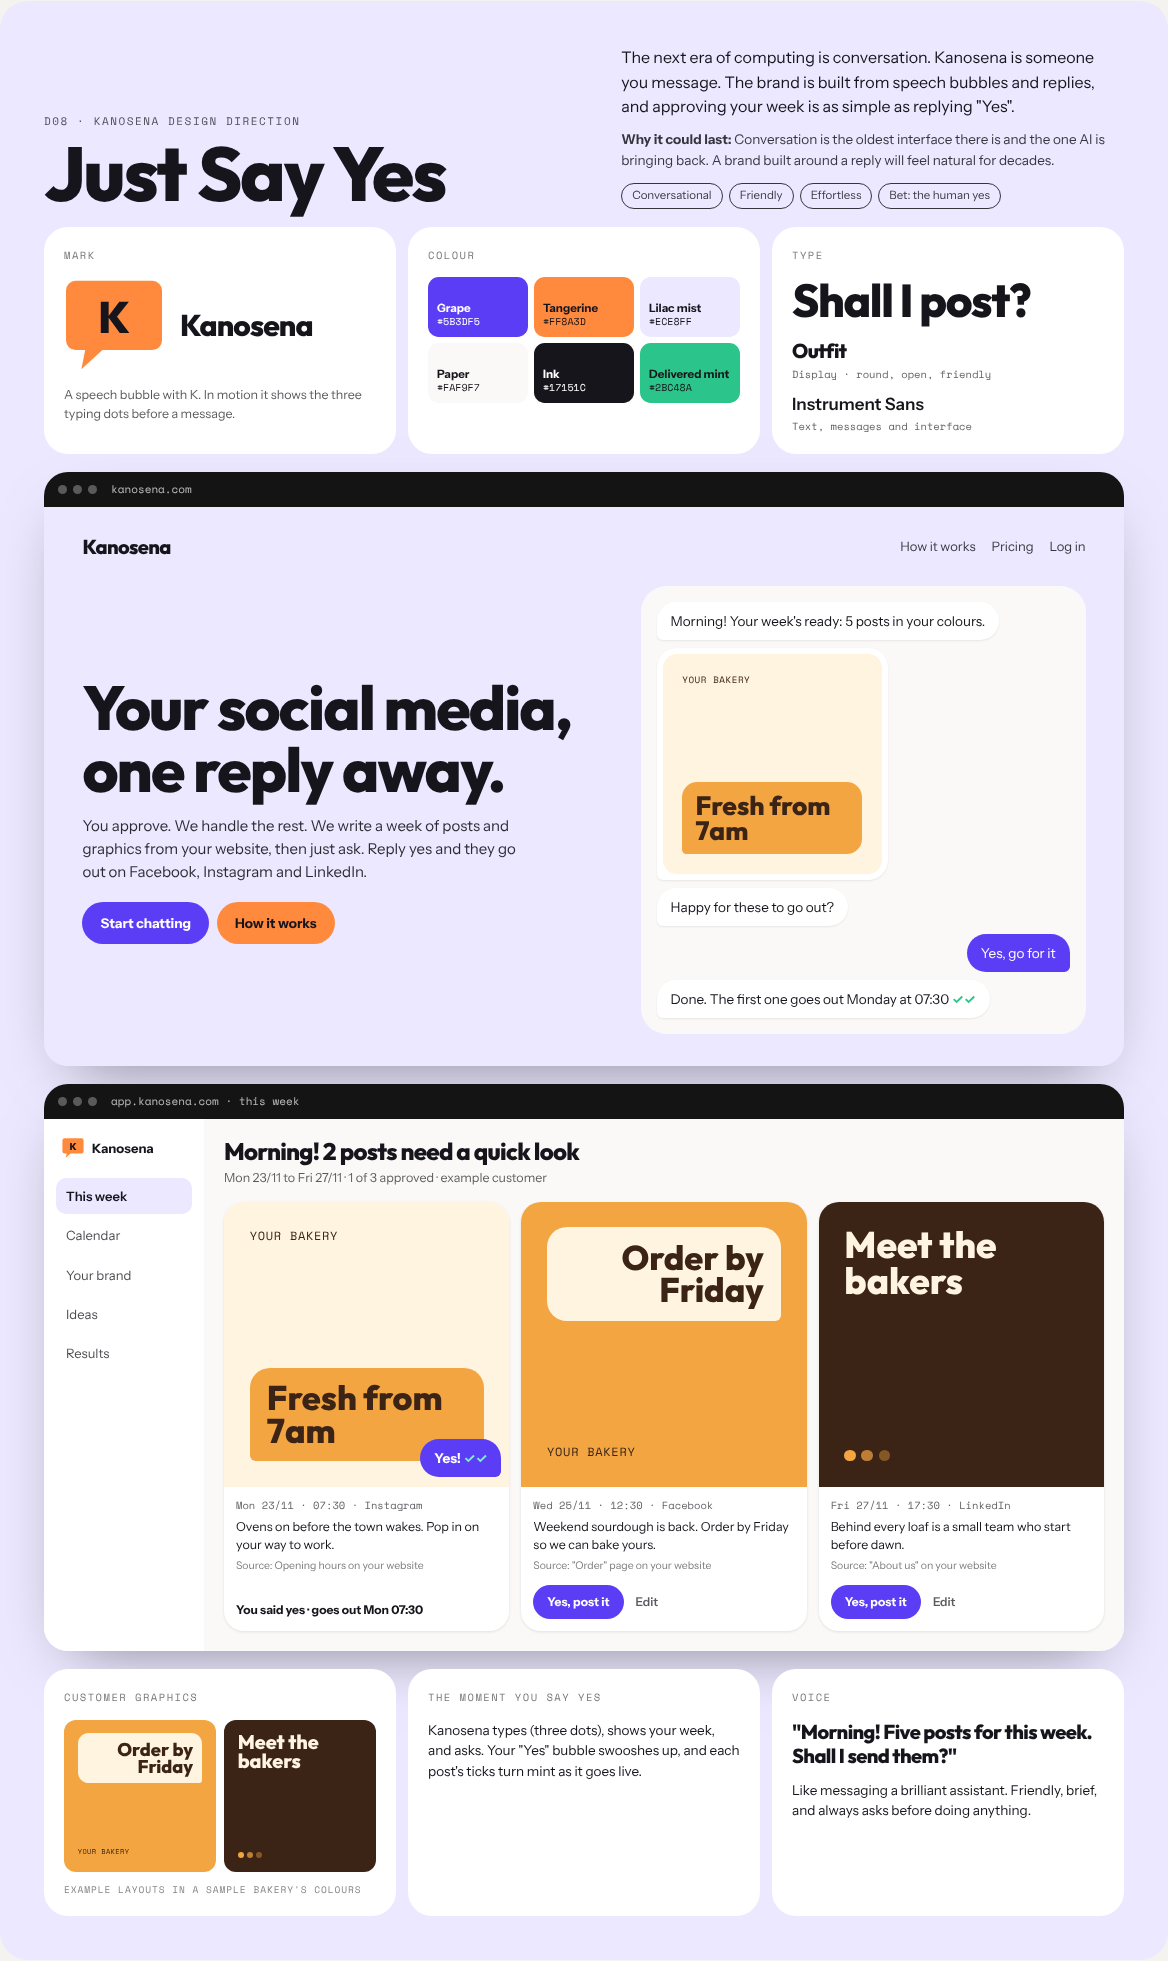 D08 · KANOSENA DESIGN DIRECTION
Just Say Yes
The next era of computing is conversation. Kanosena is someone
you message. The brand is built from speech bubbles and replies,
and approving your week is as simple as replying "Yes".
Why it could last: Conversation is the oldest interface there is and the one AI is
bringing back. A brand built around a reply will feel natural for decades.
Conversational
Friendly
Effortless
Bet: the human yes
MARK
K
Kanosena
A speech bubble with K. In motion it shows the three
typing dots before a message.
COLOUR
Grape
#5B3DF5
Tangerine
#FF8A3D
Lilac mist
#ECE8FF
Paper
#FAF9F7
Ink
#17151C
Delivered mint
#2BC48A
TYPE
Shall I post?
Outfit
Display · round, open, friendly
Instrument Sans
Text, messages and interface
kanosena.com
Kanosena
How it works
Pricing
Log in
Your social media,
one reply away.
You approve. We handle the rest. We write a week of posts and
graphics from your website, then just ask. Reply yes and they go
out on Facebook, Instagram and LinkedIn.
Start chatting
How it works
Morning! Your week's ready: 5 posts in your colours.
YOUR BAKERY
Fresh from
7am
Happy for these to go out?
Yes, go for it
Done. The first one goes out Monday at 07:30 ✓✓
app.kanosena.com · this week
K
Kanosena
This week
Calendar
Your brand
Ideas
Results
Morning! 2 posts need a quick look
Mon 23/11 to Fri 27/11 · 1 of 3 approved · example customer
YOUR BAKERY
Fresh from
7am
Yes! ✓✓
Mon 23/11 · 07:30 · Instagram
Ovens on before the town wakes. Pop in on
your way to work.
Source: Opening hours on your website
You said yes · goes out Mon 07:30
Order by
Friday
YOUR BAKERY
Wed 25/11 · 12:30 · Facebook
Weekend sourdough is back. Order by Friday
so we can bake yours.
Source: "Order" page on your website
Yes, post it
Edit
Meet the
bakers
Fri 27/11 · 17:30 · LinkedIn
Behind every loaf is a small team who start
before dawn.
Source: "About us" on your website
Yes, post it
Edit
CUSTOMER GRAPHICS
Order by
Friday
YOUR BAKERY
Meet the
bakers
EXAMPLE LAYOUTS IN A SAMPLE BAKERY'S COLOURS
THE MOMENT YOU SAY YES
Kanosena types (three dots), shows your week,
and asks. Your "Yes" bubble swooshes up, and each
post's ticks turn mint as it goes live.
VOICE
"Morning! Five posts for this week.
Shall I send them?"
Like messaging a brilliant assistant. Friendly, brief,
and always asks before doing anything.